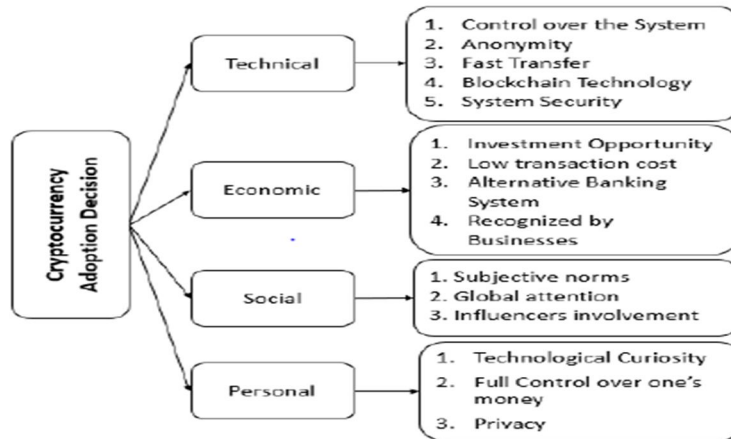 Cryptocurrency
Adoption Decision
Technical
1. Control over the System
2. Anonymity
3. Fast Transfer
4. Blockchain Technology
5. System Security
Economic
1. Investment Opportunity
2. Low transaction cost
3. Alternative Banking
System
4. Recognized by
Businesses
Social
1. Subjective norms
2. Global attention
3. Influencers involvement
Personal
1. Technological Curiosity
2. Full Control over one's
money
3. Privacy